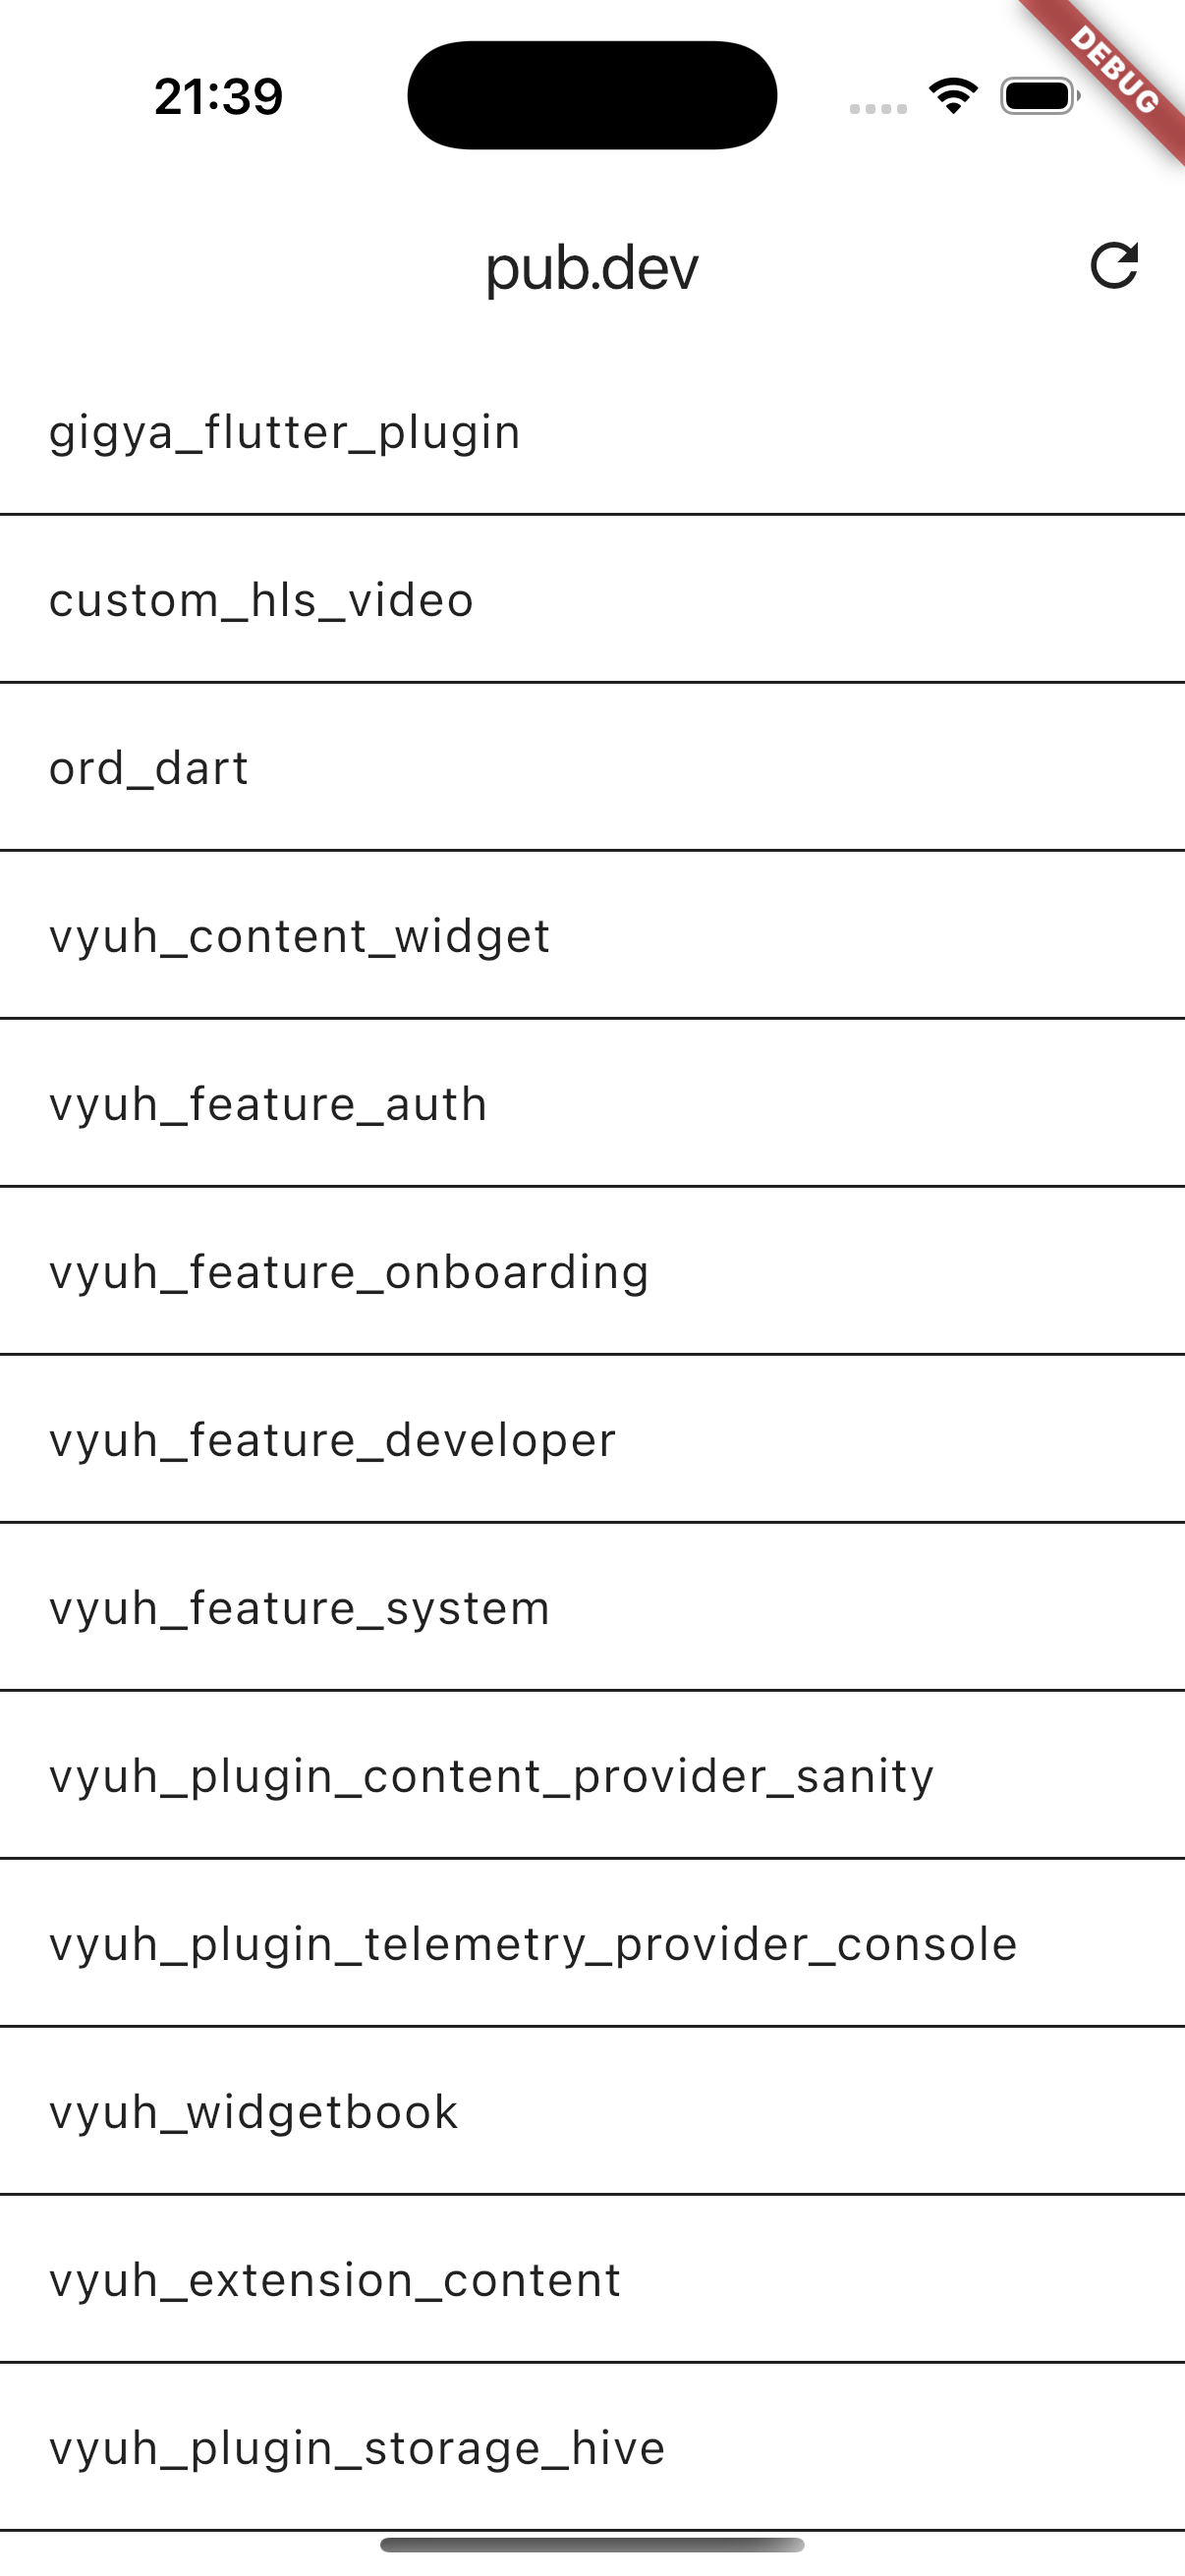 21:39
DEBUG
pub.dev
gigya_flutter_plugin
custom_hls_video
ord_dart
vyuh_content_widget
vyuh_feature_auth
vyuh_feature_onboarding
vyuh_feature_developer
vyuh_feature_system
vyuh_plugin_content_provider_sanity
vyuh_plugin_telemetry_provider_console
vyuh_widgetbook
vyuh_extension_content
vyuh_plugin_storage_hive